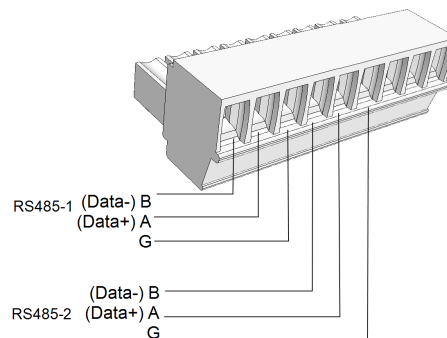 (Data-) B
RS485-1 (Data+) A
G
(Data-) B
RS485-2 (Data+) A
G